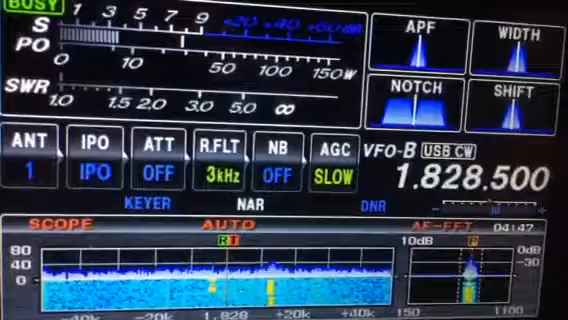 BUSY
S 1 3 5 7 9 +20 +40 +60dB
PO
0 10 50 100 150W
SWR
1.0 1.5 2.0 3.0 5.0 ∞
APF WIDTH
NOTCH SHIFT
ANT IPO ATT R.FLT NB AGC
1 IPO OFF 3kHz OFF SLOW
VFO-B USB CW
1.828.500
KEYER NAR DNR
SCOPE AUTO AF-FFT 04:47
RT 10dB 0dB
80
40 -30
0
-40k -20k 1.828 +20k +40k 150 1100